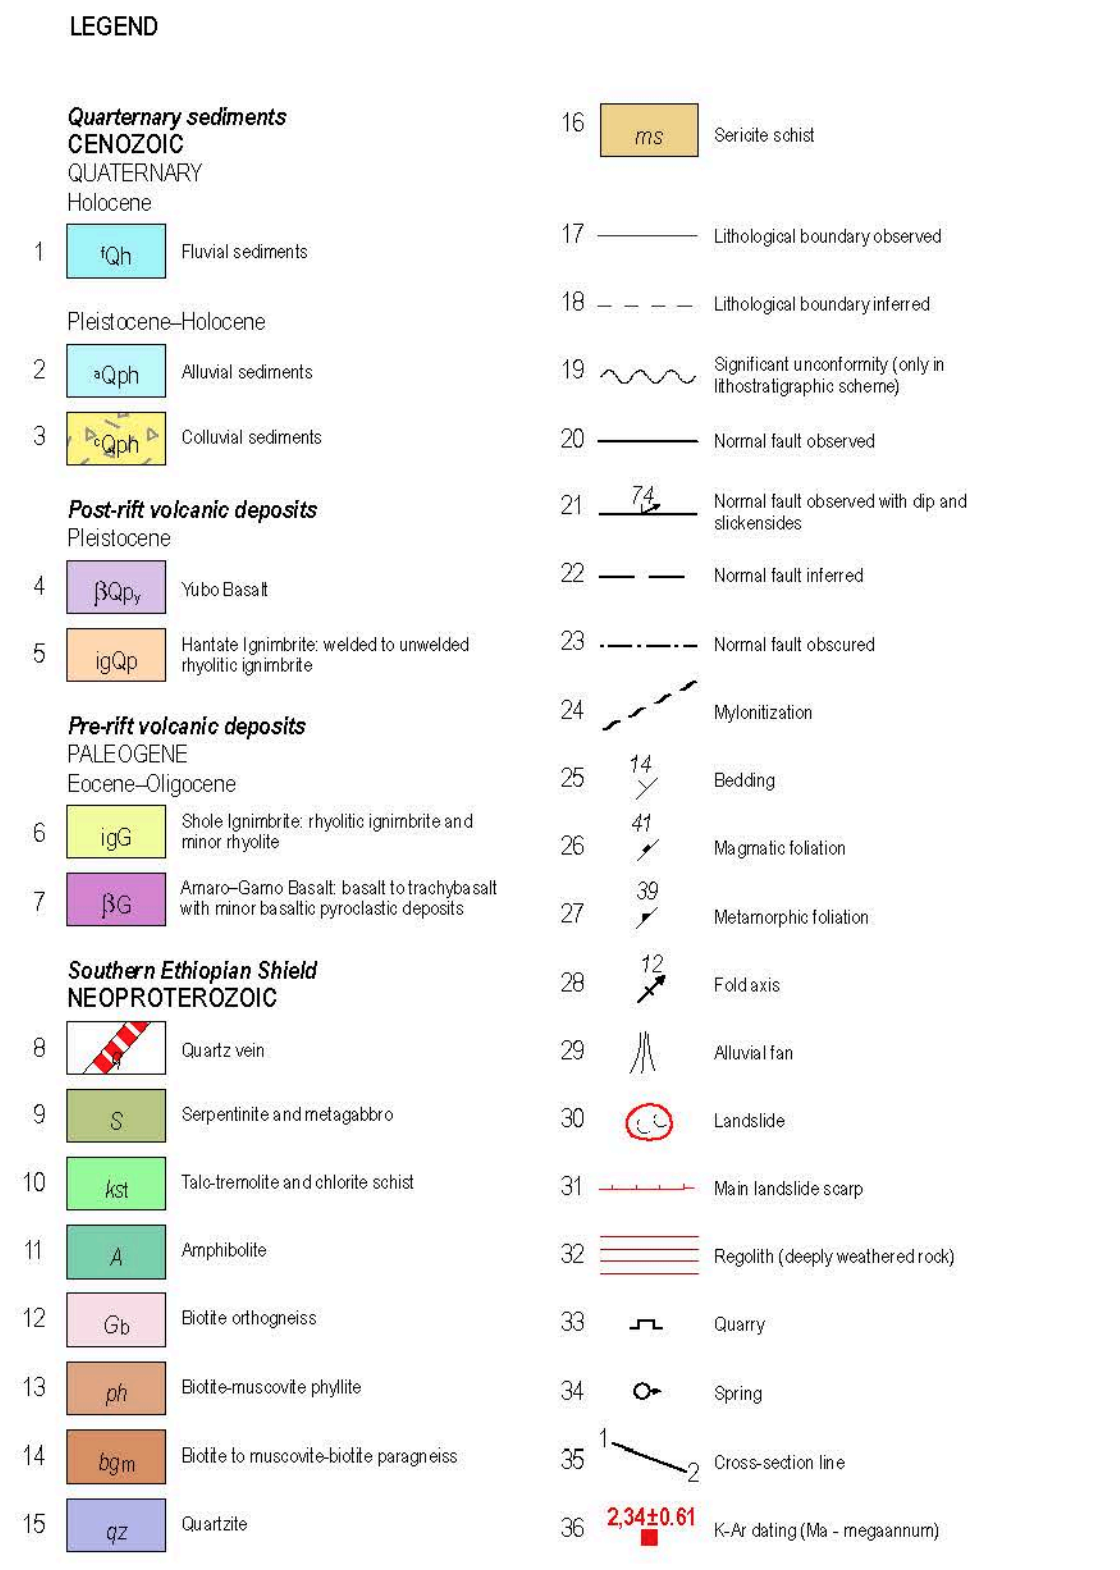 LEGEND
Quarternary sediments
CENOZOIC
QUATERNARY
Holocene
1 fQh Fluvial sediments
Pleistocene–Holocene
2 aQph Alluvial sediments
3 cQph Colluvial sediments
Post-rift volcanic deposits
Pleistocene
4 βQpy Yubo Basalt
5 igQp Hantate Ignimbrite: welded to unwelded
rhyolitic ignimbrite
Pre-rift volcanic deposits
PALEOGENE
Eocene–Oligocene
6 igG Shole Ignimbrite: rhyolitic ignimbrite and
minor rhyolite
7 βG Amaro–Gamo Basalt: basalt to trachybasalt
with minor basaltic pyroclastic deposits
Southern Ethiopian Shield
NEOPROTEROZOIC
8 q Quartz vein
9 S Serpentinite and metagabbro
10 kst Talc-tremolite and chlorite schist
11 A Amphibolite
12 Gb Biotite orthogneiss
13 ph Biotite-muscovite phyllite
14 bgm Biotite to muscovite-biotite paragneiss
15 qz Quartzite
16 ms Sericite schist
17 Lithological boundary observed
18 Lithological boundary inferred
19 Significant unconformity (only in
lithostratigraphic scheme)
20 Normal fault observed
21 74 Normal fault observed with dip and
slickensides
22 Normal fault inferred
23 Normal fault obscured
24 Mylonitization
25 14 Bedding
26 41 Magmatic foliation
27 39 Metamorphic foliation
28 12 Fold axis
29 Alluvial fan
30 Landslide
31 Main landslide scarp
32 Regolith (deeply weathered rock)
33 Quarry
34 Spring
35 1 2 Cross-section line
36 2,34±0.61 K-Ar dating (Ma - megaannum)